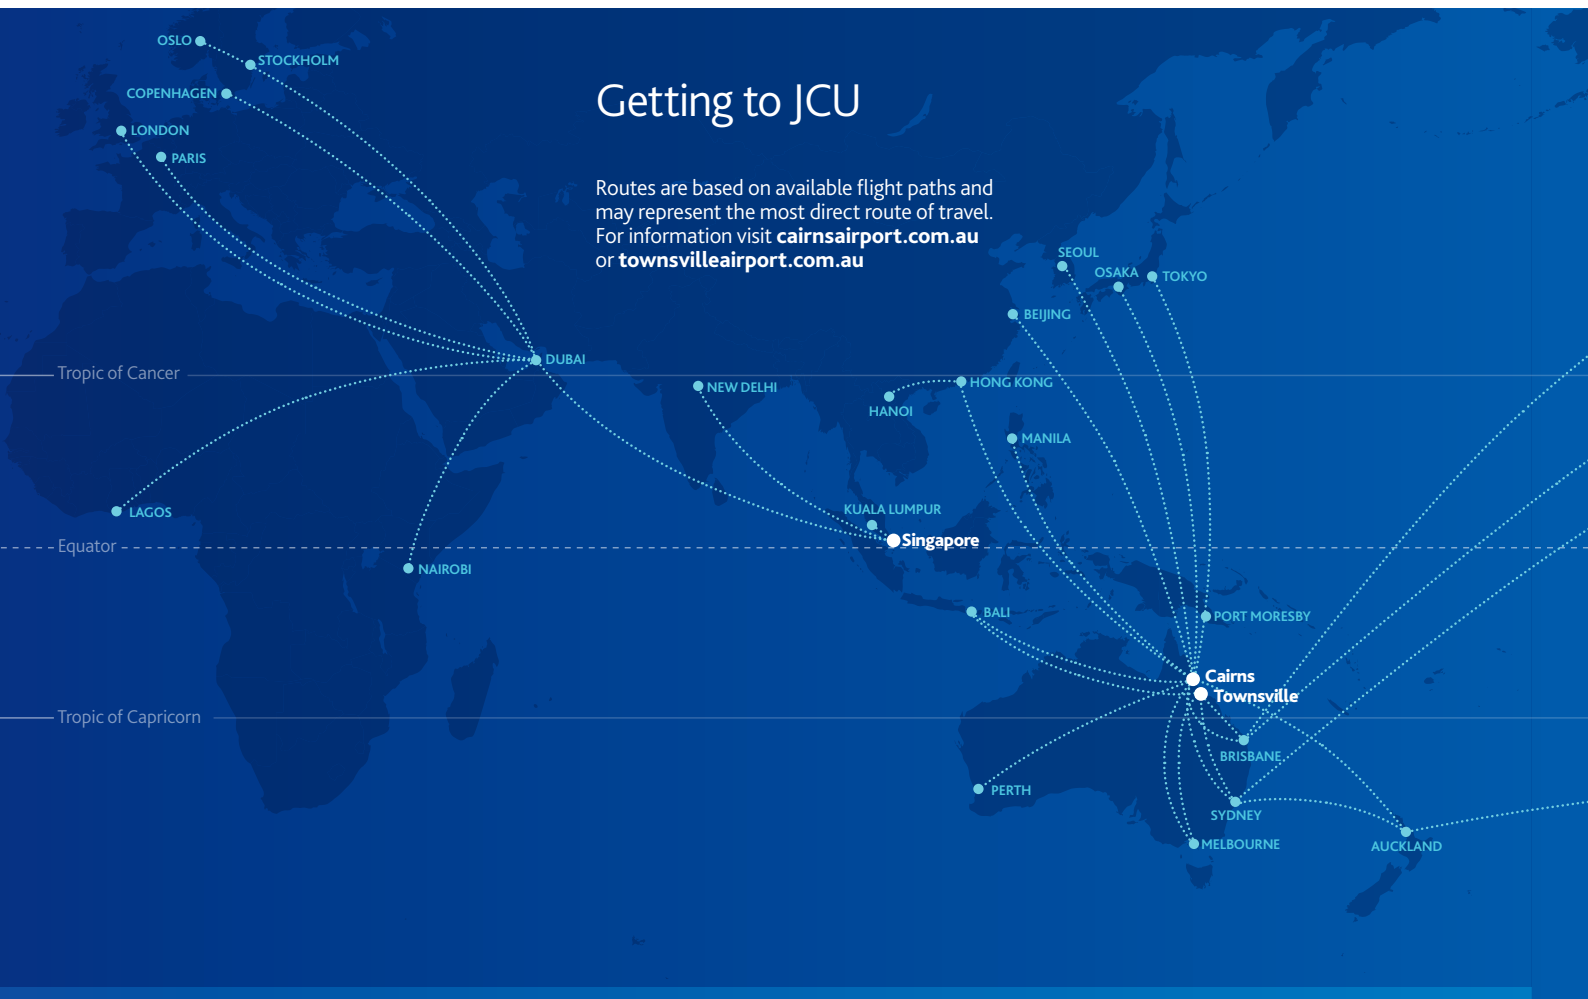 OSLO
STOCKHOLM
COPENHAGEN
LONDON
PARIS
Getting to JCU
Routes are based on available flight paths and
may represent the most direct route of travel.
For information visit cairnsairport.com.au
or townsvilleairport.com.au
SEOUL
OSAKA
TOKYO
BEIJING
DUBAI
Tropic of Cancer
NEW DELHI
HONG KONG
HANOI
MANILA
LAGOS
KUALA LUMPUR
Singapore
Equator
NAIROBI
BALI
PORT MORESBY
Cairns
Townsville
Tropic of Capricorn
BRISBANE
PERTH
SYDNEY
MELBOURNE
AUCKLAND